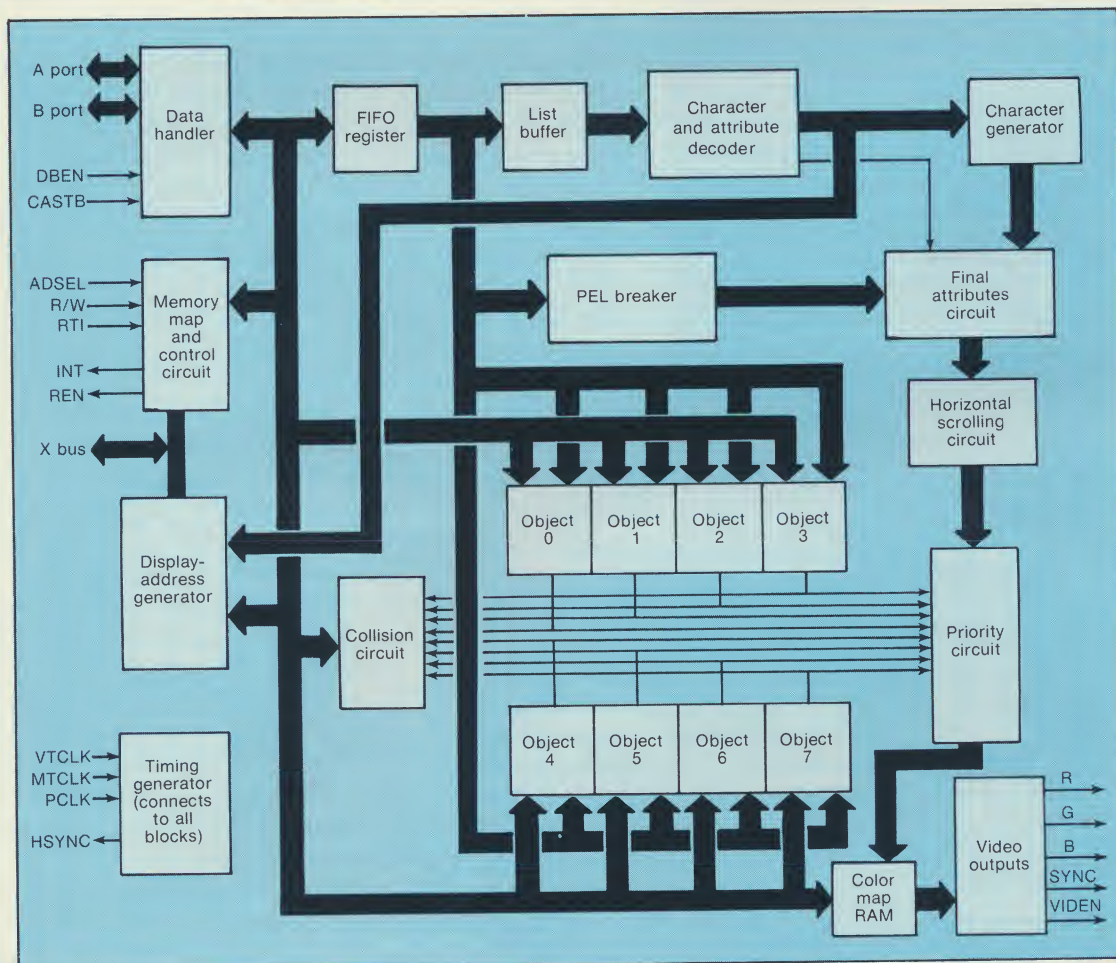 A port
B port
DBEN
CASTB
Data
handler
FIFO
register
List
buffer
Character
and attribute
decoder
Character
generator
ADSEL
R/W
RTI
INT
REN
Memory
map
and
control
circuit
PEL breaker
Final
attributes
circuit
X bus
Horizontal
scrolling
circuit
Display-
address
generator
Object
0
Object
1
Object
2
Object
3
Collision
circuit
Priority
circuit
Object
4
Object
5
Object
6
Object
7
VTCLK
MTCLK
PCLK
HSYNC
Timing
generator
(connects
to all
blocks)
Color
map
RAM
Video
outputs
R
G
B
SYNC
VIDEN